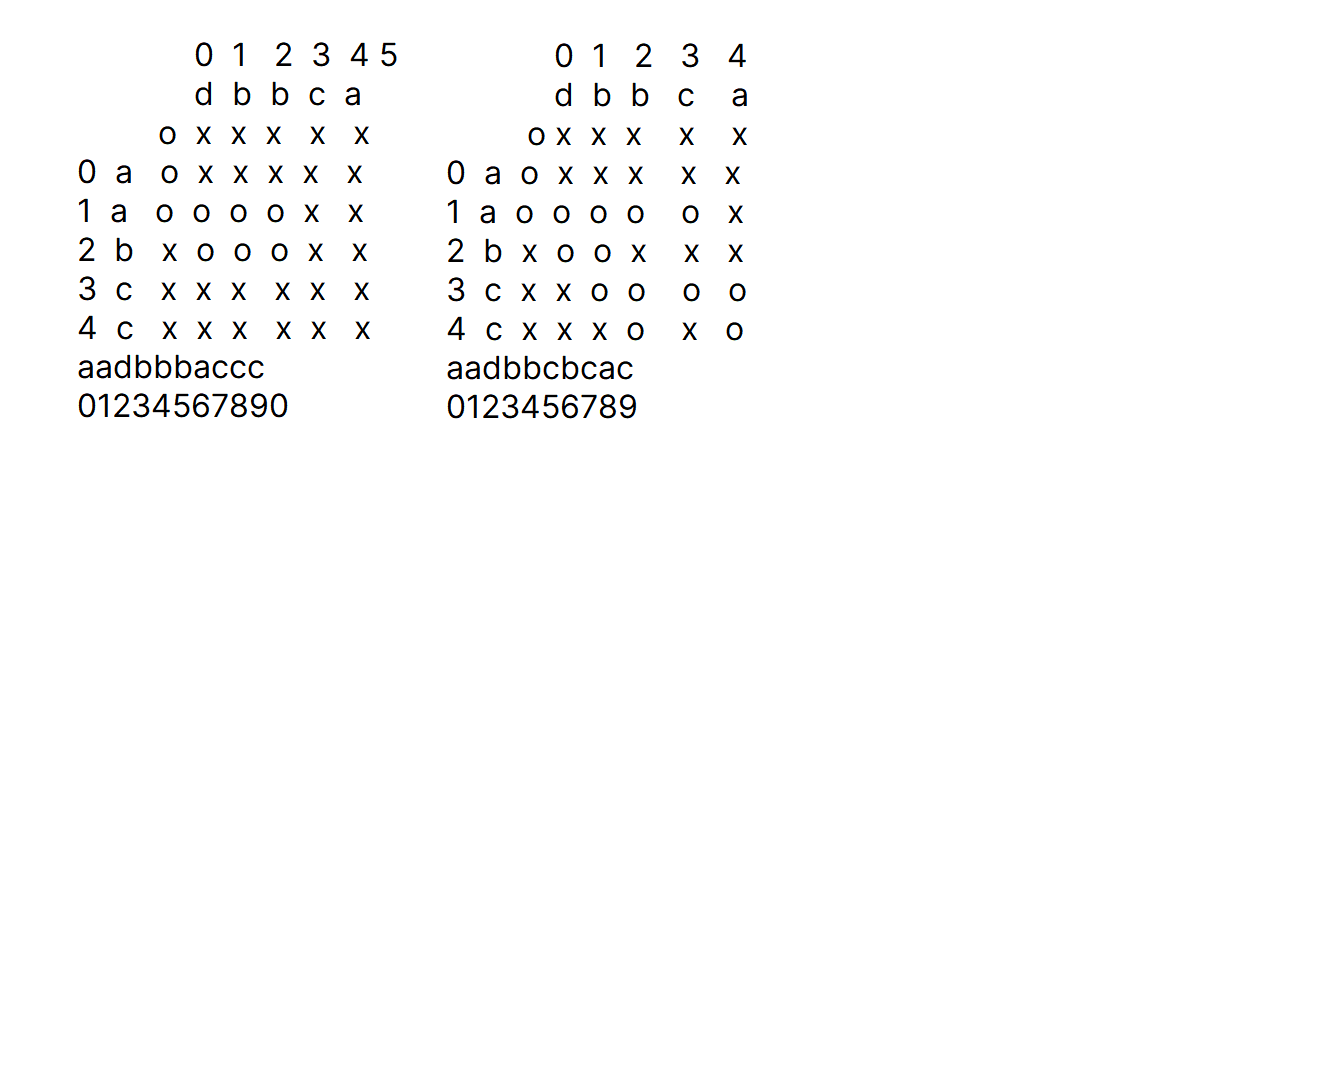 0 1 2 3 4 5
d b b c a
o x x x x x
0 a o x x x x x
1 a o o o o x x
2 b x o o o x x
3 c x x x x x x
4 c x x x x x x
aadbbbaccc
01234567890
0 1 2 3 4
d b b c a
o x x x x x
0 a o x x x x x
1 a o o o o o x
2 b x o o x x x
3 c x x o o o o
4 c x x x o x o
aadbbcbcac
0123456789